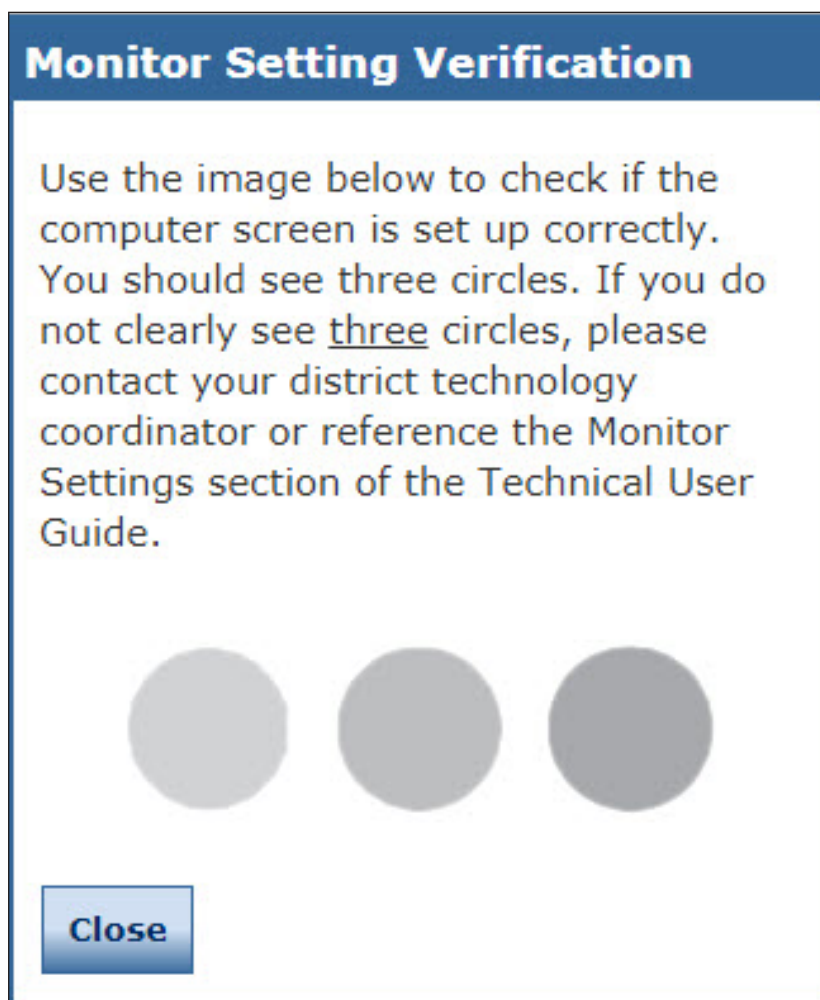 Monitor Setting Verification
Use the image below to check if the
computer screen is set up correctly.
You should see three circles. If you do
not clearly see three circles, please
contact your district technology
coordinator or reference the Monitor
Settings section of the Technical User
Guide.
Close